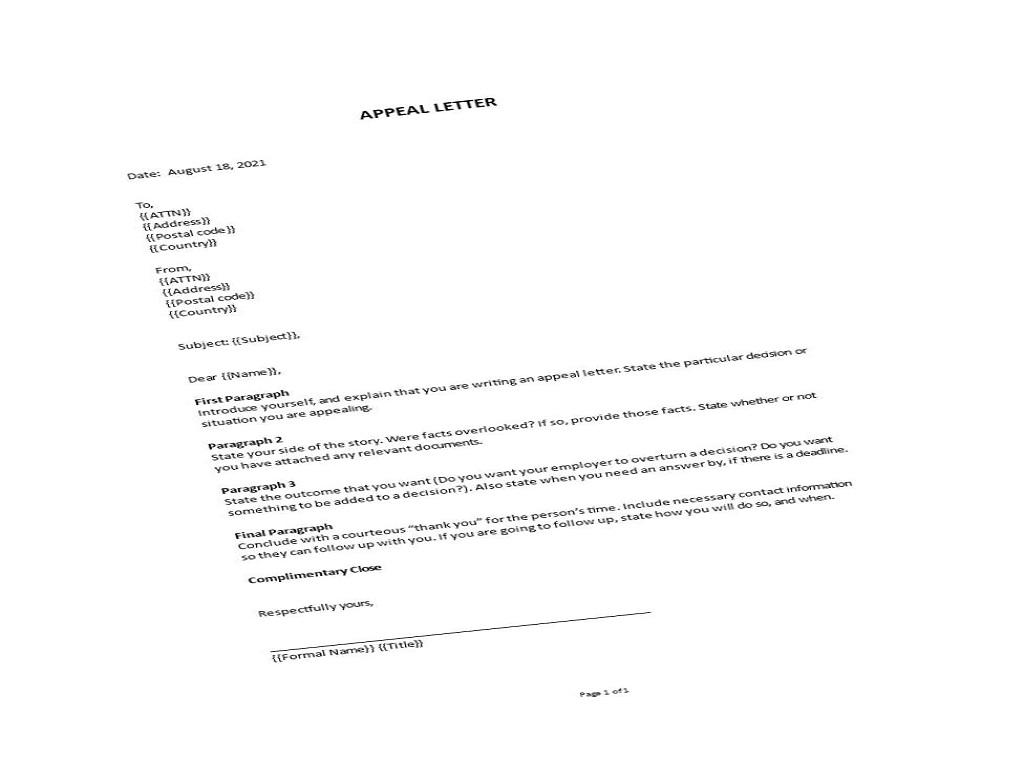 APPEAL LETTER
Date: August 18, 2021
To,
{{ATTN}}
{{Address}}
{{Postal code}}
{{Country}}
From,
{{ATTN}}
{{Address}}
{{Postal code}}
{{Country}}
Subject: {{Subject}},
Dear {{Name}},
First Paragraph
Introduce yourself, and explain that you are writing an appeal letter. State the particular decision or
situation you are appealing.
Paragraph 2
State your side of the story. Were facts overlooked? If so, provide those facts. State whether or not
you have attached any relevant documents.
Paragraph 3
State the outcome that you want (Do you want your employer to overturn a decision? Do you want
something to be added to a decision?). Also state when you need an answer by, if there is a deadline.
Final Paragraph
Conclude with a courteous “thank you” for the person’s time. Include necessary contact information
so they can follow up with you. If you are going to follow up, state how you will do so, and when.
Complimentary Close
Respectfully yours,
{{Formal Name}} {{Title}}
Page 1 of 1